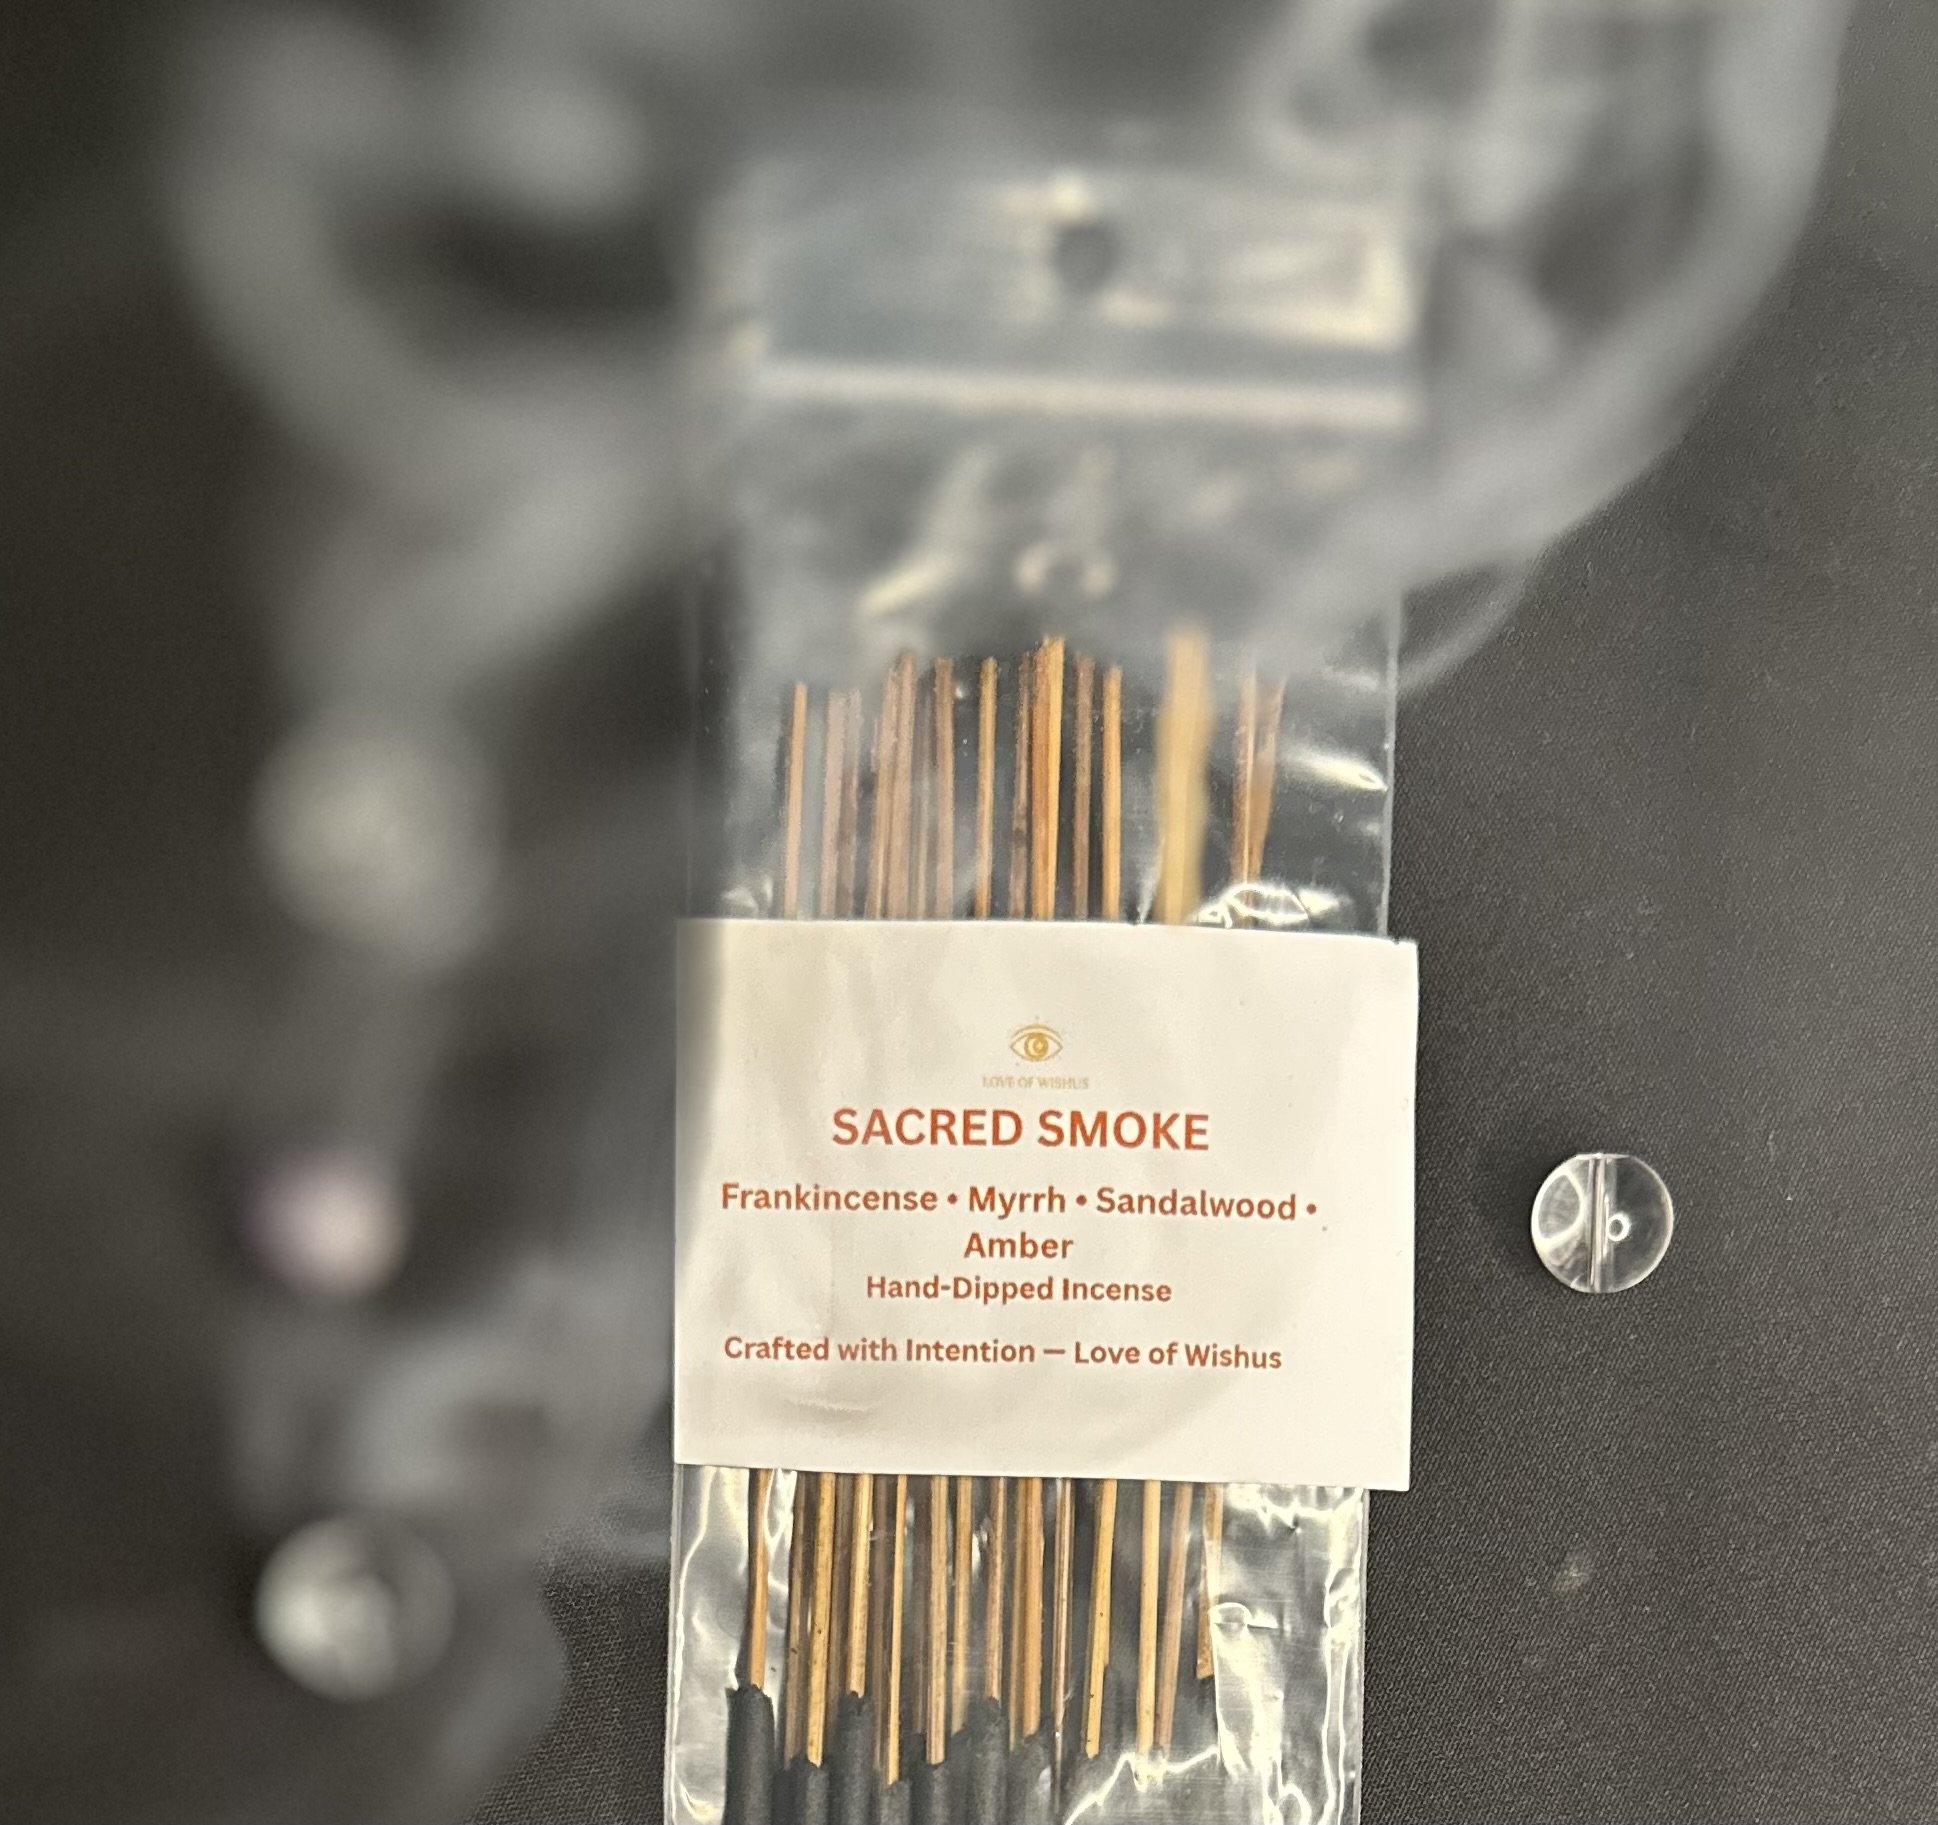 LOVE OF WISHUS
SACRED SMOKE
Frankincense • Myrrh • Sandalwood •
Amber
Hand-Dipped Incense
Crafted with Intention — Love of Wishus